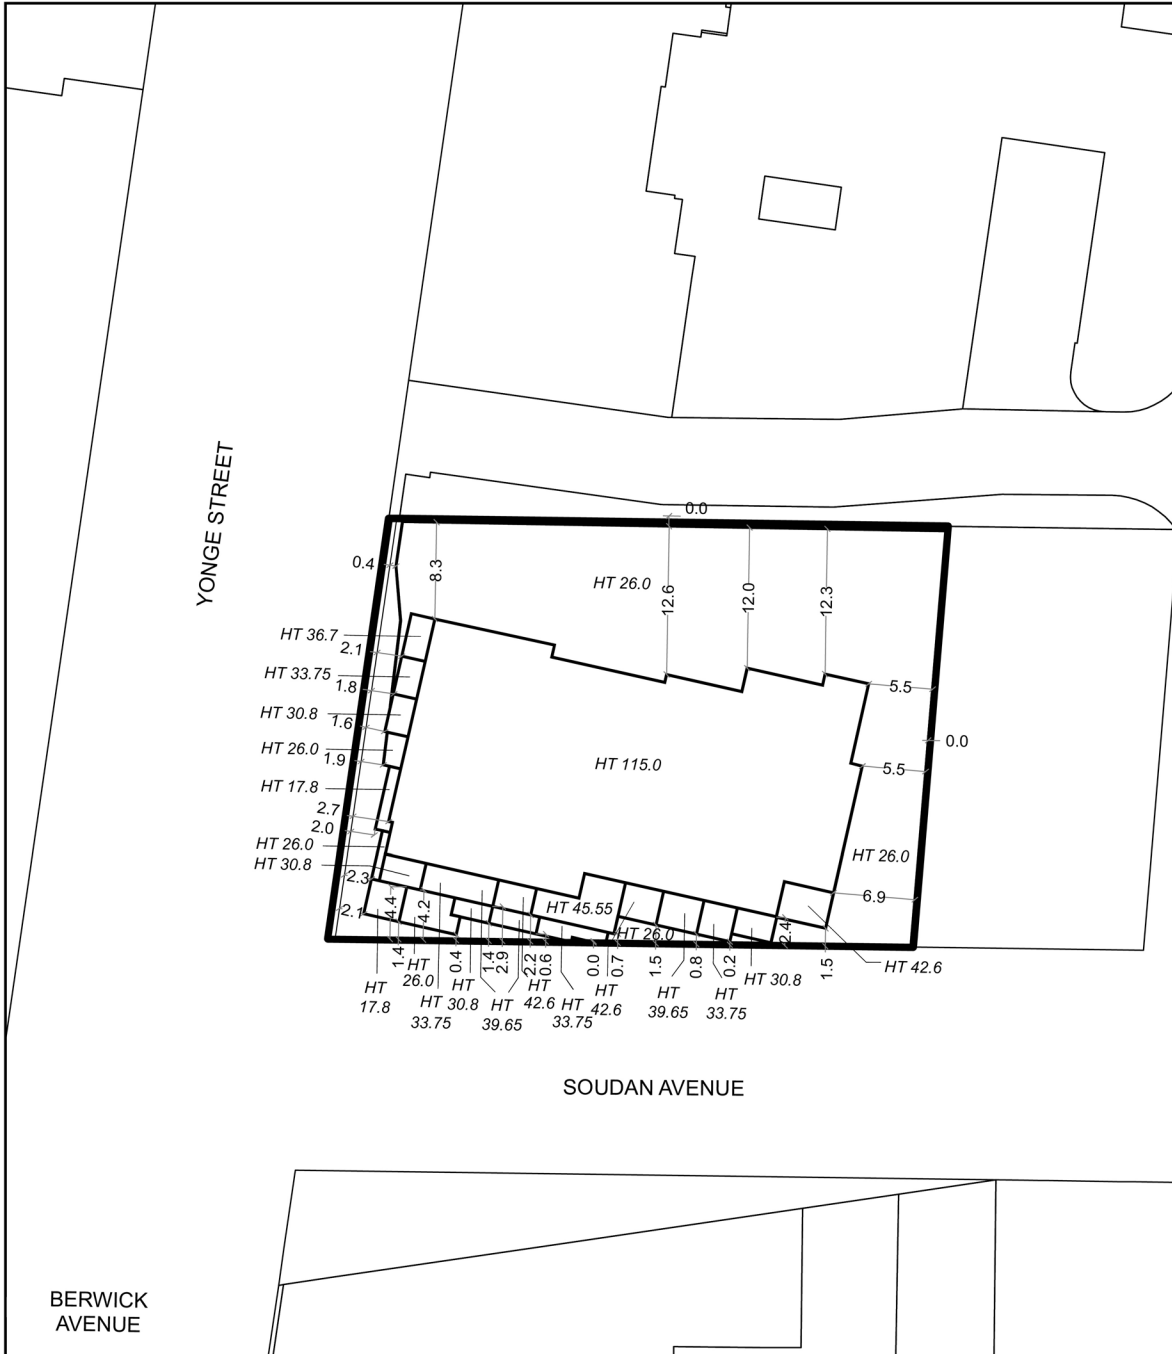 YONGE STREET
0.0
0.4
8.3
HT 26.0
12.6
12.0
12.3
HT 36.7
2.1
HT 33.75
1.8
5.5
HT 30.8
1.6
HT 26.0
1.9
0.0
HT 115.0
5.5
HT 17.8
2.7
2.0
HT 26.0
HT 30.8
HT 26.0
2.3
6.9
2.1
4.4
4.2
HT 45.55
HT 26.0
2.4
1.4
0.4
1.4
2.9
2.2
0.6
0.0
0.7
1.5
0.8
0.2
1.5
HT 30.8
HT 42.6
HT
26.0
HT
17.8
HT
33.75
HT
30.8
HT
39.65
HT
42.6
HT
33.75
HT
42.6
HT
39.65
HT
33.75
SOUDAN AVENUE
BERWICK
AVENUE